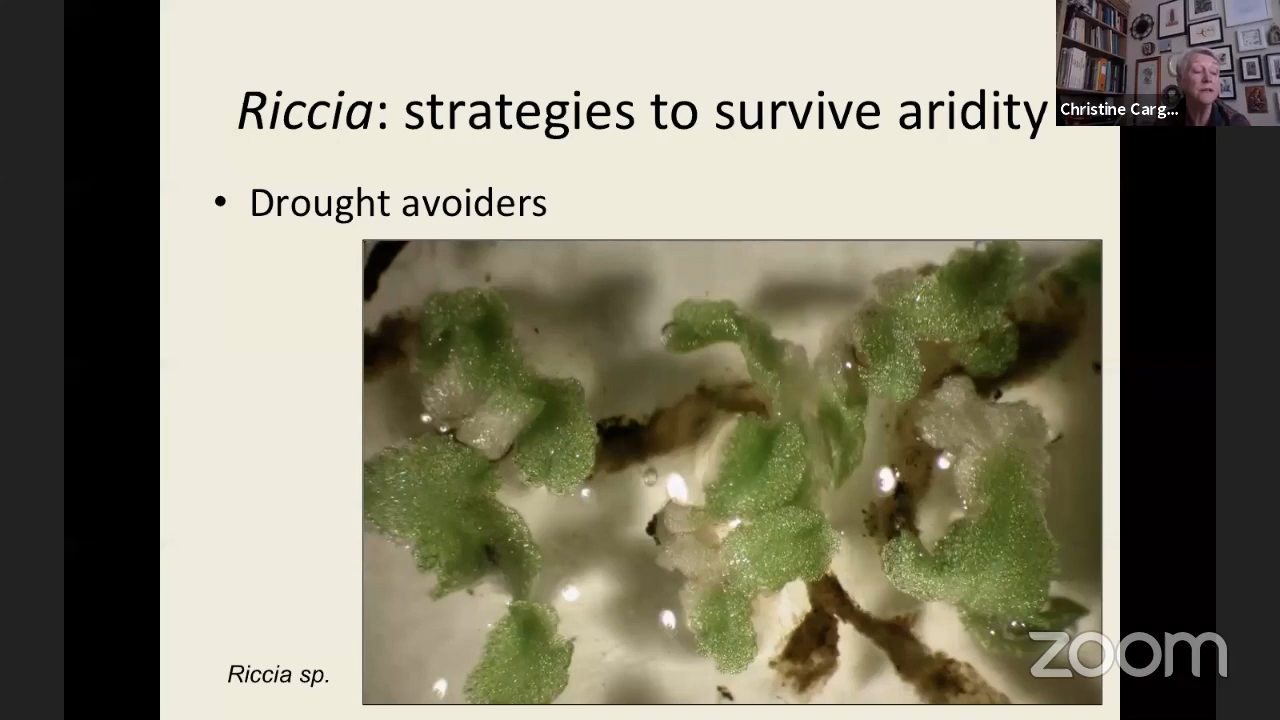 Riccia: strategies to survive aridity
Christine Carg...
• Drought avoiders
Riccia sp.
zoom